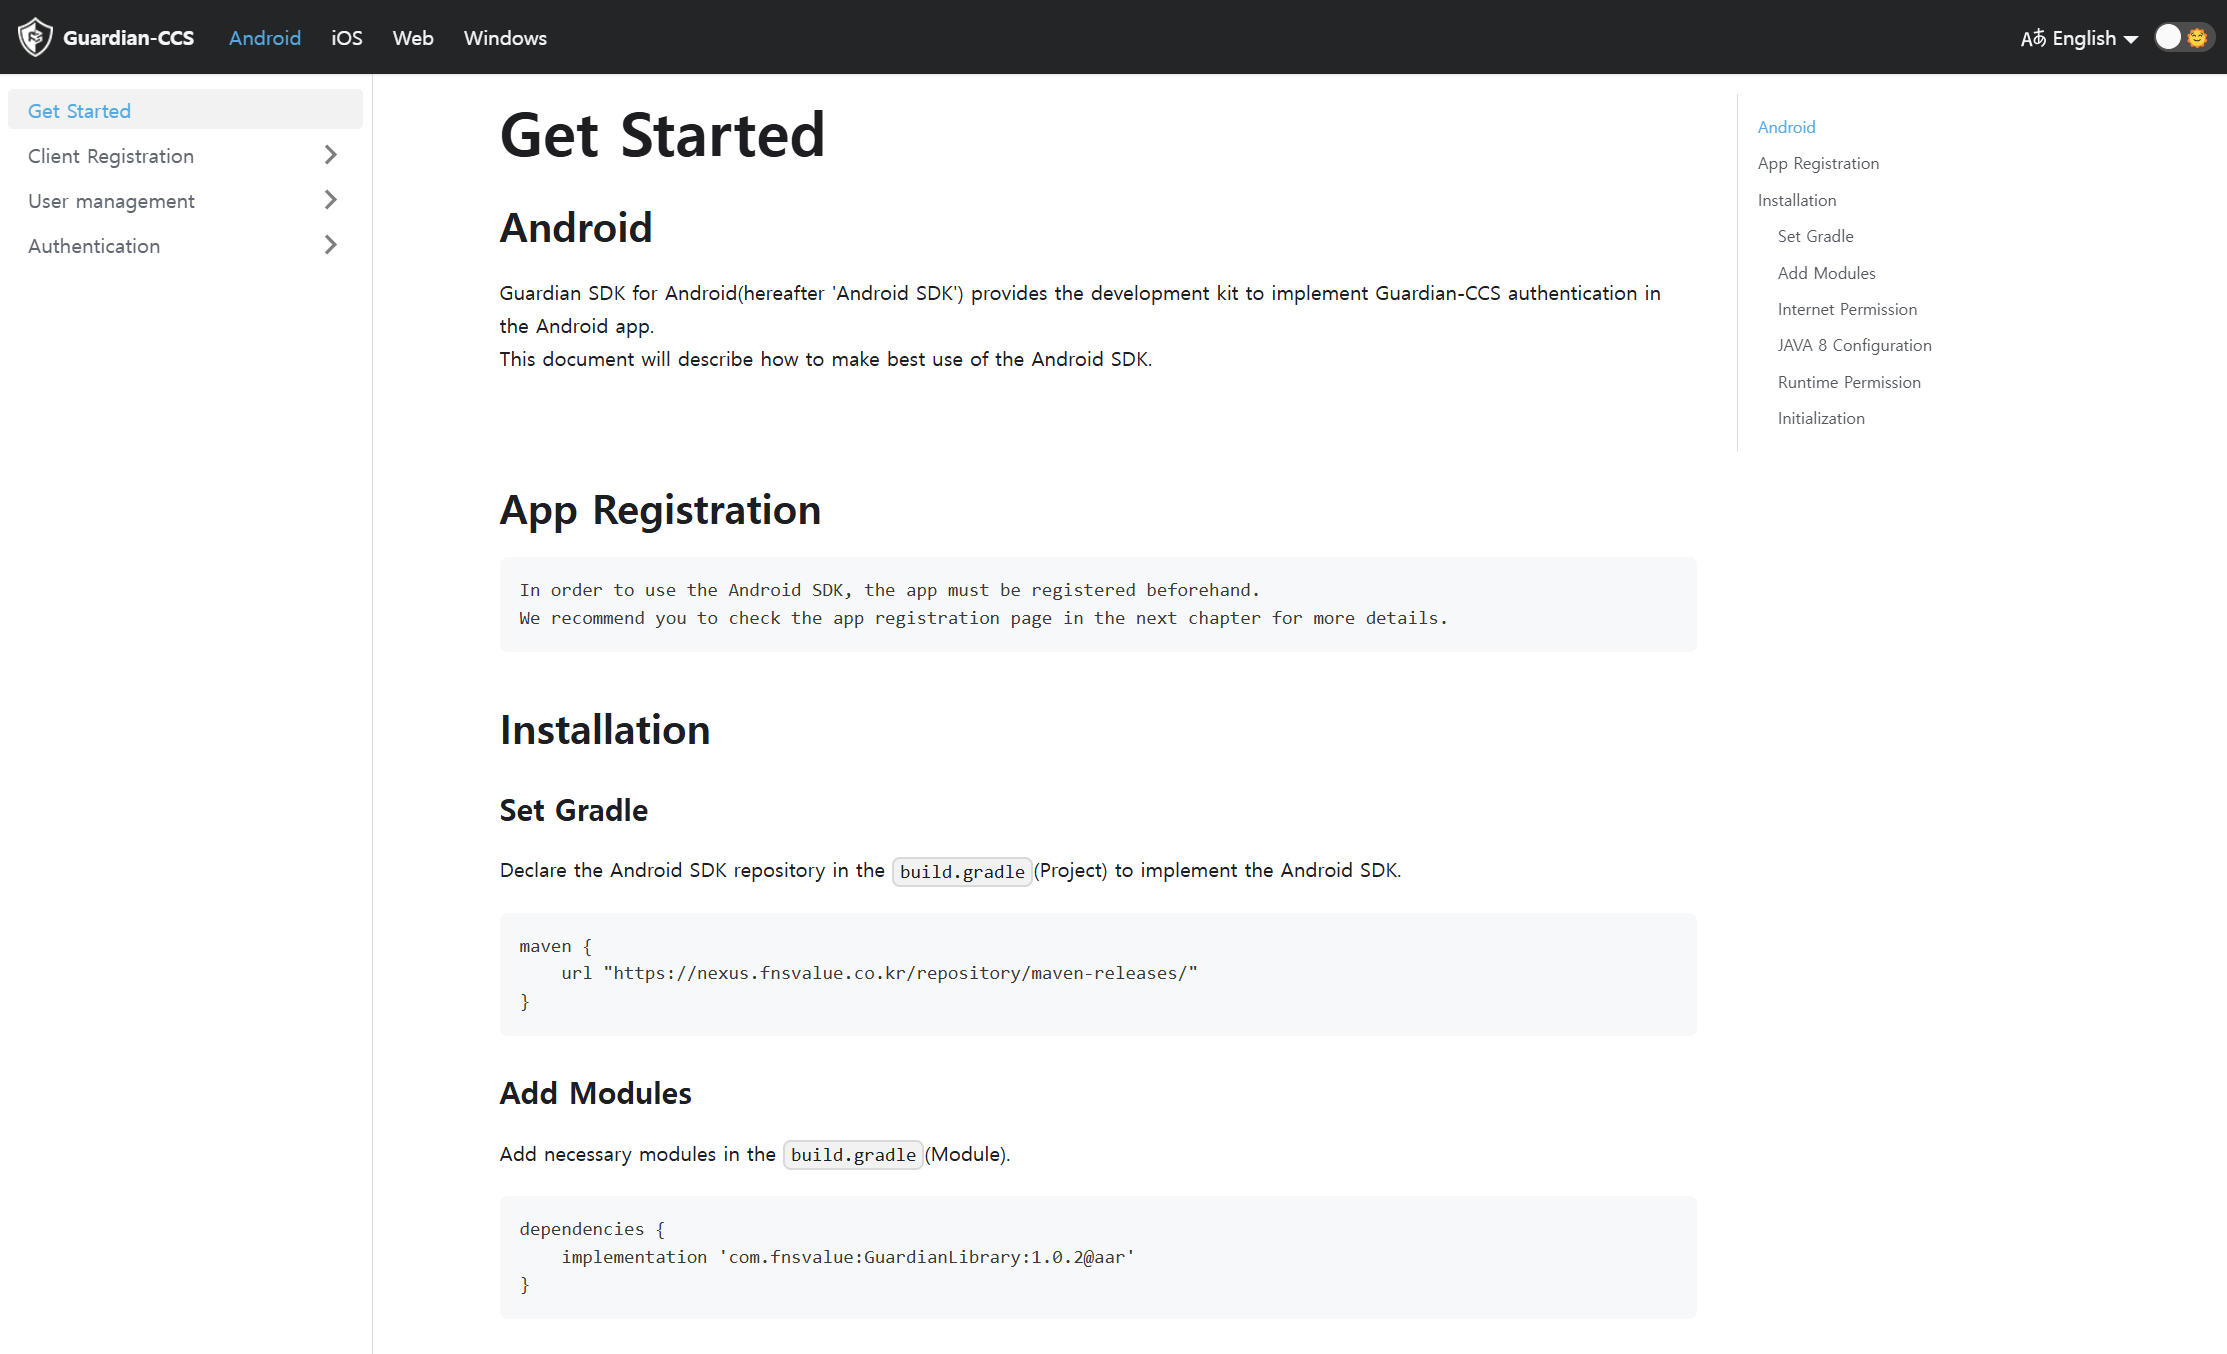 Guardian-CCS Android iOS Web Windows
Aあ English
Get Started
Client Registration
User management
Authentication
Get Started
Android
Guardian SDK for Android(hereafter 'Android SDK') provides the development kit to implement Guardian-CCS authentication in
the Android app.
This document will describe how to make best use of the Android SDK.
App Registration
In order to use the Android SDK, the app must be registered beforehand.
We recommend you to check the app registration page in the next chapter for more details.
Installation
Set Gradle
Declare the Android SDK repository in the build.gradle(Project) to implement the Android SDK.
maven {
    url "https://nexus.fnsvalue.co.kr/repository/maven-releases/"
}
Add Modules
Add necessary modules in the build.gradle(Module).
dependencies {
    implementation 'com.fnsvalue:GuardianLibrary:1.0.2@aar'
}
Android
App Registration
Installation
Set Gradle
Add Modules
Internet Permission
JAVA 8 Configuration
Runtime Permission
Initialization